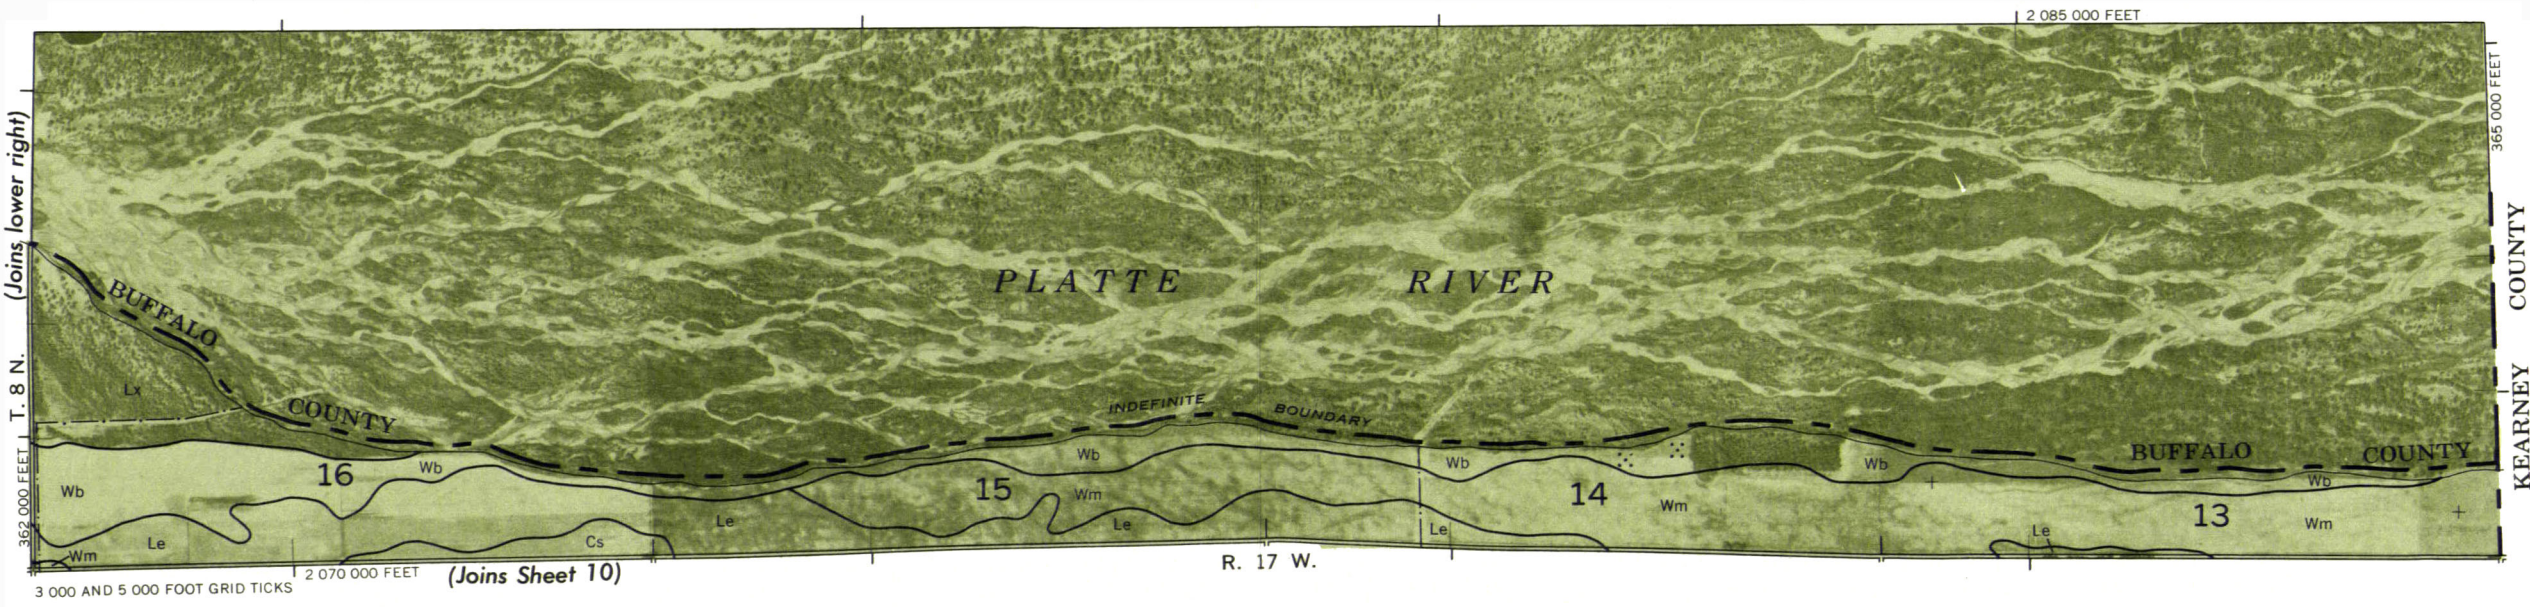 2 085 000 FEET
(Joins lower right)
365 000 FEET
COUNTY
KEARNEY
PLATTE RIVER
BUFFALO
COUNTY
T. 8 N.
Lx
INDEFINITE BOUNDARY
BUFFALO COUNTY
362 000 FEET
Wb
16
Wb
Wb
Wb
Wb
Wb
15
Wm
14
Wm
13
Wm
Le
Le
Le
Le
Le
Wm
Cs
2 070 000 FEET
(Joins Sheet 10)
R. 17 W.
3 000 AND 5 000 FOOT GRID TICKS